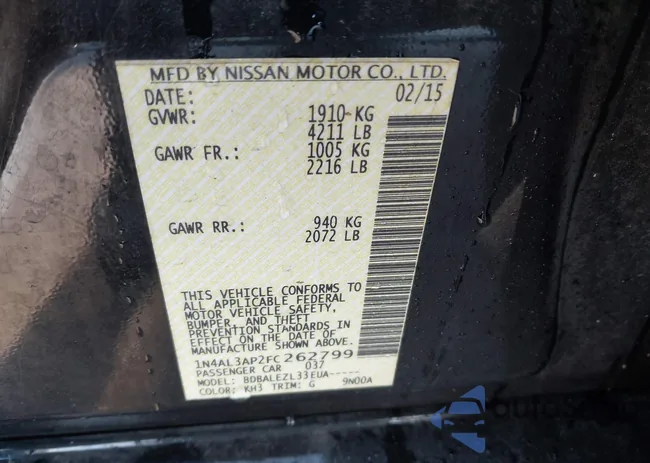 MFD BY NISSAN MOTOR CO., LTD.
DATE: 02/15
GVWR: 1910 KG
4211 LB
GAWR FR.: 1005 KG
2216 LB
GAWR RR.: 940 KG
2072 LB
THIS VEHICLE CONFORMS TO
ALL APPLICABLE FEDERAL
MOTOR VEHICLE SAFETY,
BUMPER, AND THEFT
PREVENTION STANDARDS IN
EFFECT ON THE DATE OF
MANUFACTURE SHOWN ABOVE.
1N4AL3AP2FC262799
PASSENGER CAR 037
MODEL: BDBALEZL33EUA-----
COLOR: KH3 TRIM: G 9N00A